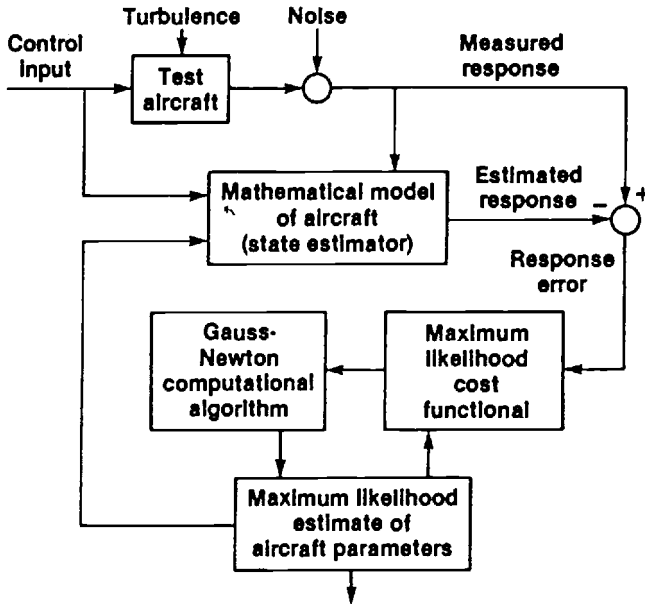 Turbulence
Noise
Control
input
Measured
response
Test
aircraft
Mathematical model
of aircraft
(state estimator)
Estimated
response
–
+
Response
error
Gauss-
Newton
computational
algorithm
Maximum
likelihood
cost
functional
Maximum likelihood
estimate of
aircraft parameters